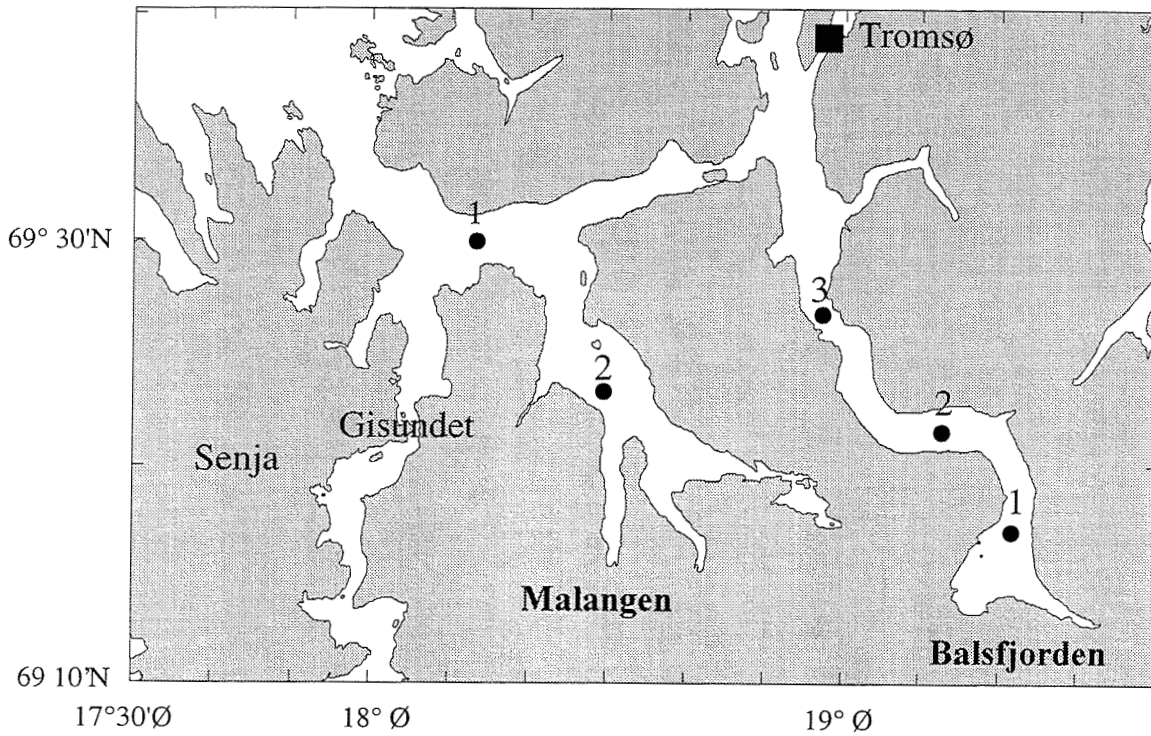 Tromsø
1
69° 30'N
3
2
2
Gisundet
Senja
1
Malangen
Balsfjorden
69 10'N
17°30'Ø
18° Ø
19° Ø